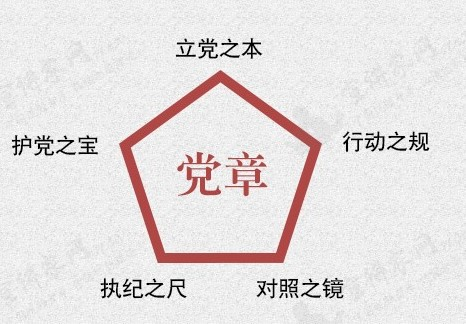 立党之本
护党之宝
行动之规
党章
执纪之尺
对照之镜